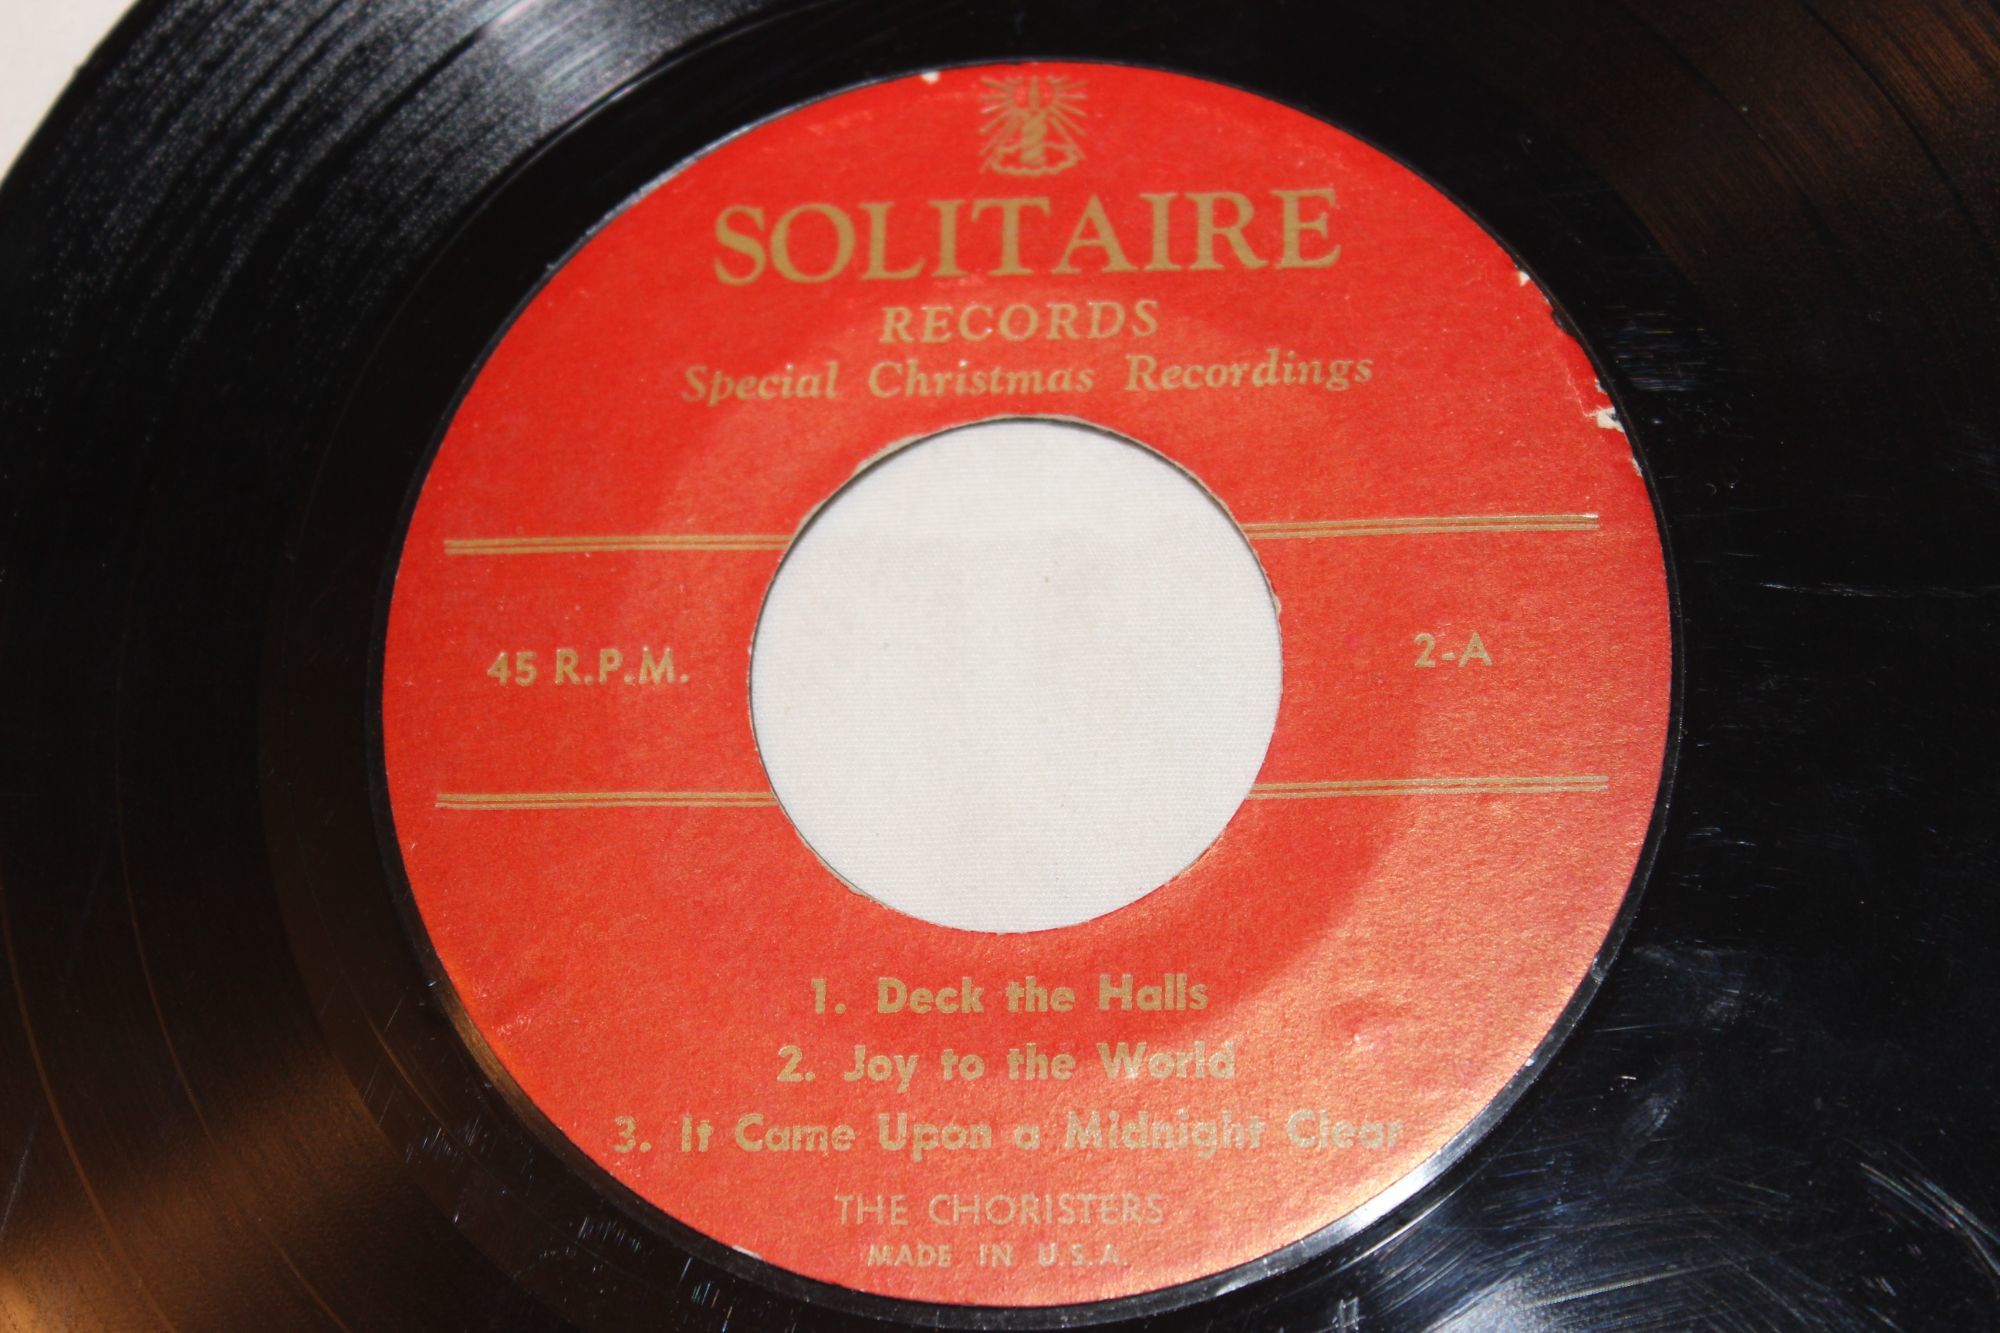 SOLITAIRE
RECORDS
Special Christmas Recordings
45 R.P.M.
2-A
1. Deck the Halls
2. Joy to the World
3. It Came Upon a Midnight Clear
THE CHORISTERS
MADE IN U.S.A.